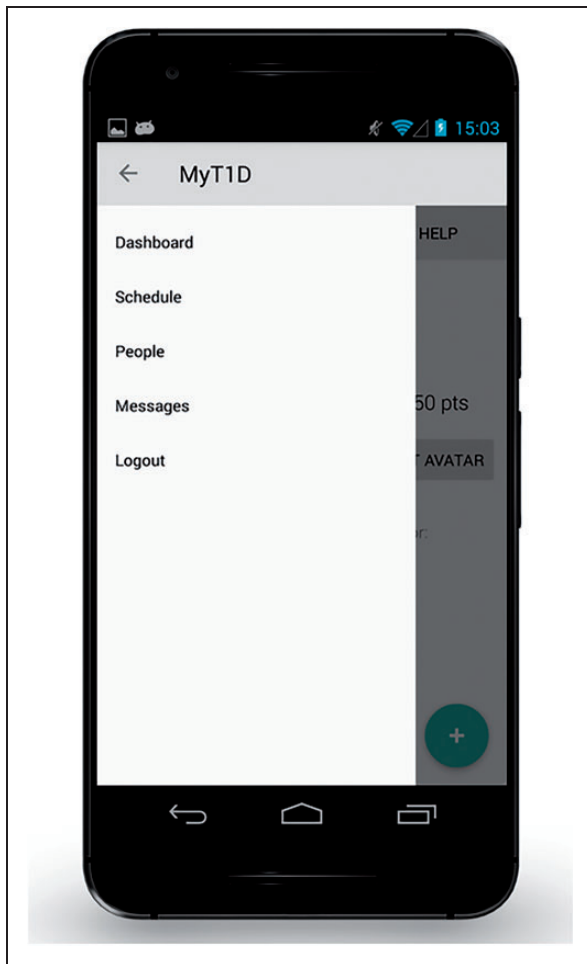 15:03
MyT1D
Dashboard
HELP
Schedule
People
Messages
50 pts
Logout
AVATAR